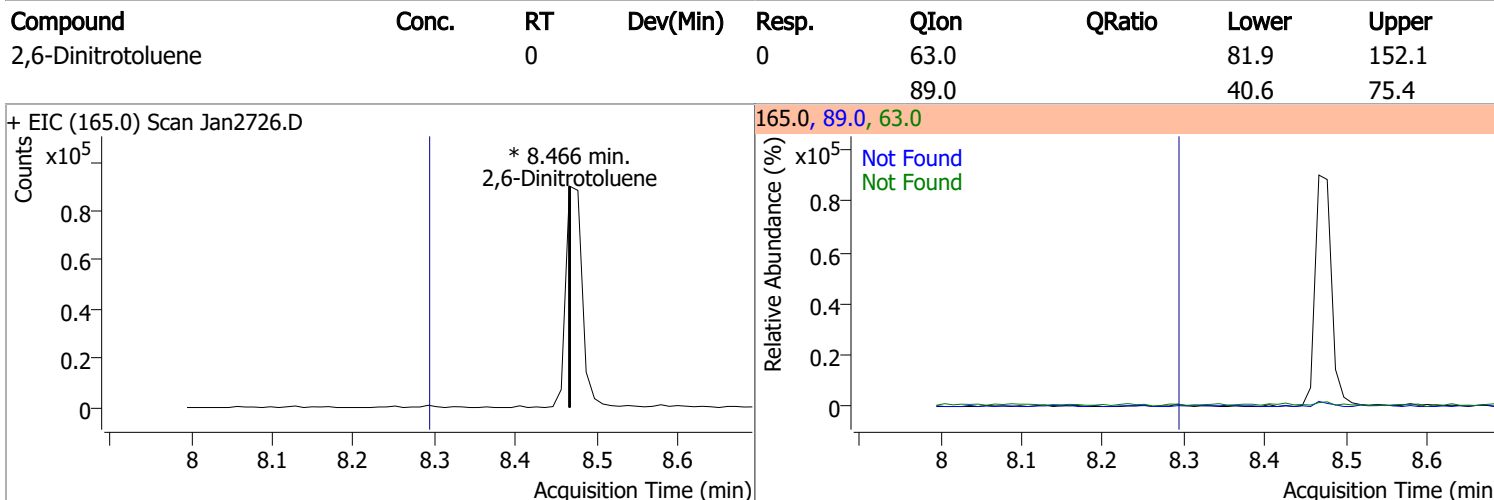 Compound Conc. RT Dev(Min) Resp. QIon QRatio Lower Upper
2,6-Dinitrotoluene 0 0 63.0 81.9 152.1
89.0 40.6 75.4
+ EIC (165.0) Scan Jan2726.D
Counts
x10⁵
* 8.466 min.
2,6-Dinitrotoluene
0.8
0.6
0.4
0.2
0
8 8.1 8.2 8.3 8.4 8.5 8.6
Acquisition Time (min)
165.0, 89.0, 63.0
Relative Abundance (%)
x10⁵
Not Found
Not Found
0.8
0.6
0.4
0.2
0
8 8.1 8.2 8.3 8.4 8.5 8.6
Acquisition Time (min